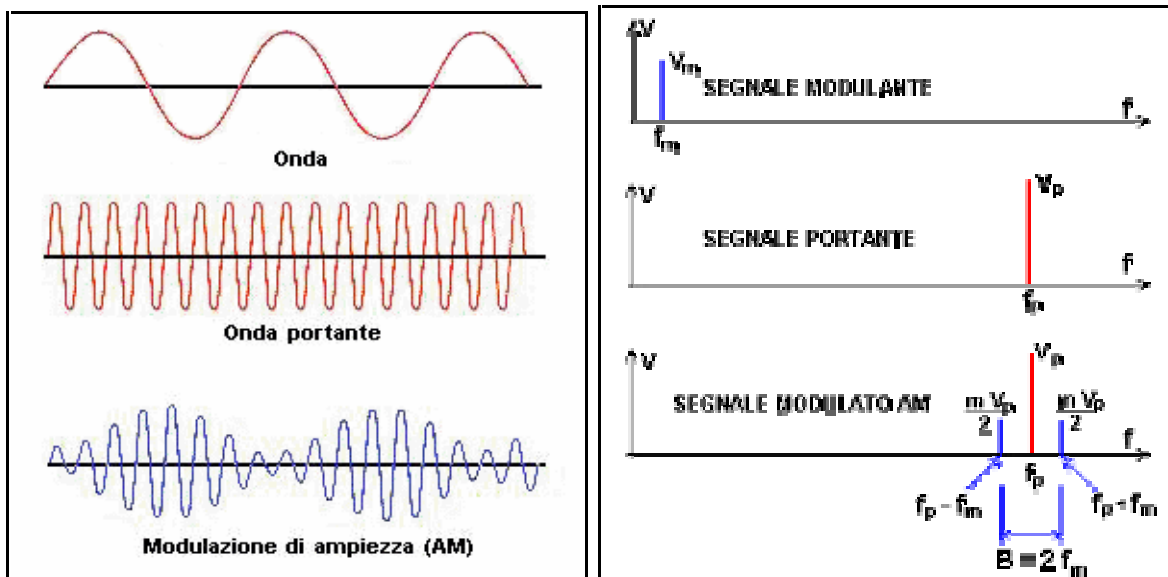 Onda
Onda portante
Modulazione di ampiezza (AM)
V
Vm
SEGNALE MODULANTE
f
fm
V
Vp
SEGNALE PORTANTE
f
fp
V
Vp
SEGNALE MODULATO AM
m Vp
2
m Vp
2
f
fp
fp - fm
fp + fm
B = 2 fm